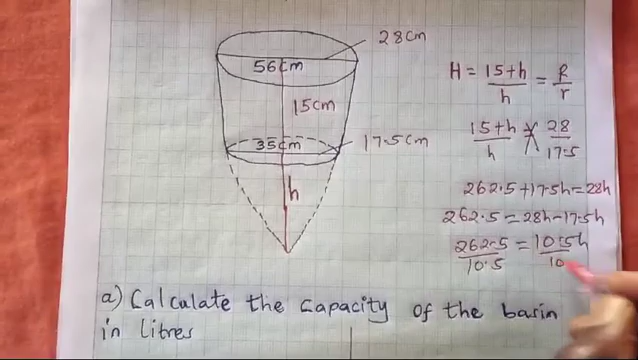 28cm
56cm
15cm
35cm
17.5cm
h
H = 15+h/h = R/r
15+h/h 28/17.5
262.5+17.5h=28h
262.5=28h-17.5h
262.5/10.5 = 10.5h/10
a) Calculate the capacity of the basin
in litres